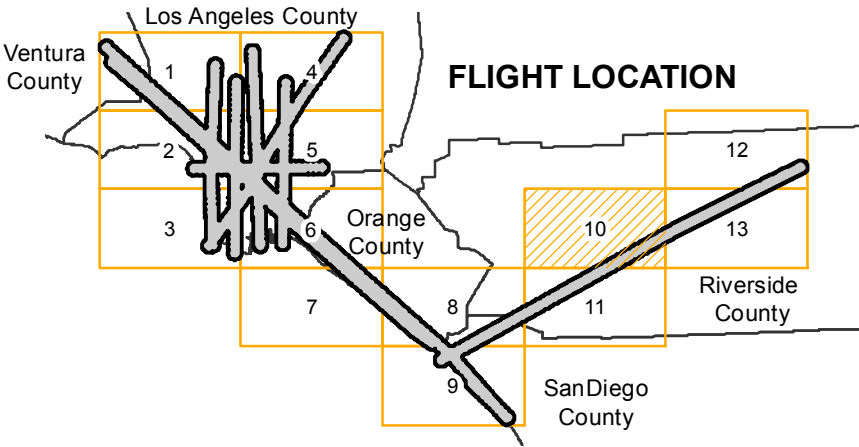 Los Angeles County
Ventura
County
1
4
FLIGHT LOCATION
2
5
12
3
6
Orange
County
10
13
7
8
11
Riverside
County
9
SanDiego
County